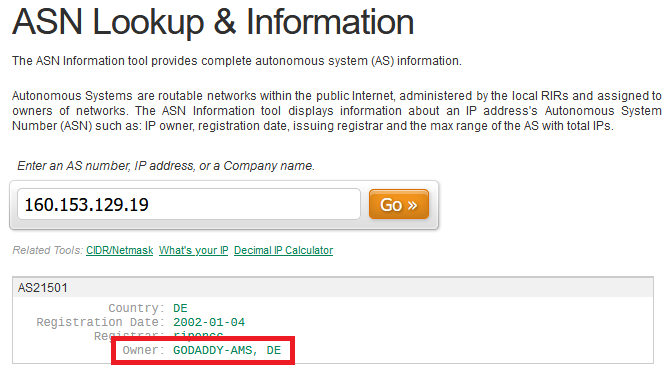 ASN Lookup & Information
The ASN Information tool provides complete autonomous system (AS) information.
Autonomous Systems are routable networks within the public Internet, administered by the local RIRs and assigned to
owners of networks. The ASN Information tool displays information about an IP address's Autonomous System
Number (ASN) such as: IP owner, registration date, issuing registrar and the max range of the AS with total IPs.
Enter an AS number, IP address, or a Company name.
160.153.129.19 Go »
Related Tools: CIDR/Netmask What's your IP Decimal IP Calculator
AS21501
Country: DE
Registration Date: 2002-01-04
Registrar: ripencc
Owner: GODADDY-AMS, DE